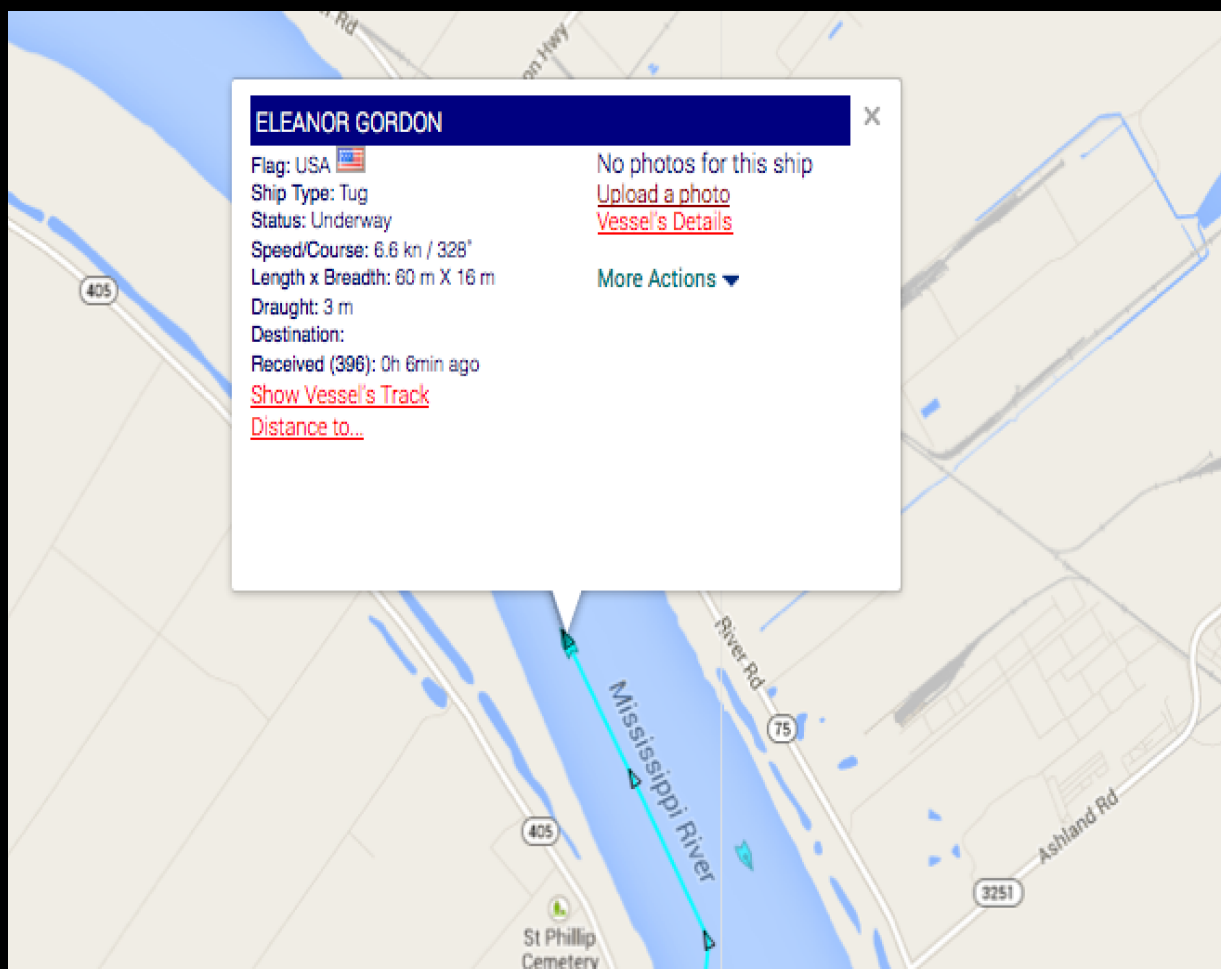 Rd
on Hwy
ELEANOR GORDON
×
Flag: USA
Ship Type: Tug
Status: Underway
Speed/Course: 6.6 kn / 328°
Length x Breadth: 60 m X 16 m
Draught: 3 m
Destination:
Received (396): 0h 6min ago
Show Vessel's Track
Distance to...
No photos for this ship
Upload a photo
Vessel's Details
More Actions
405
River Rd
Mississippi River
75
405
Ashland Rd
3251
St Phillip
Cemetery